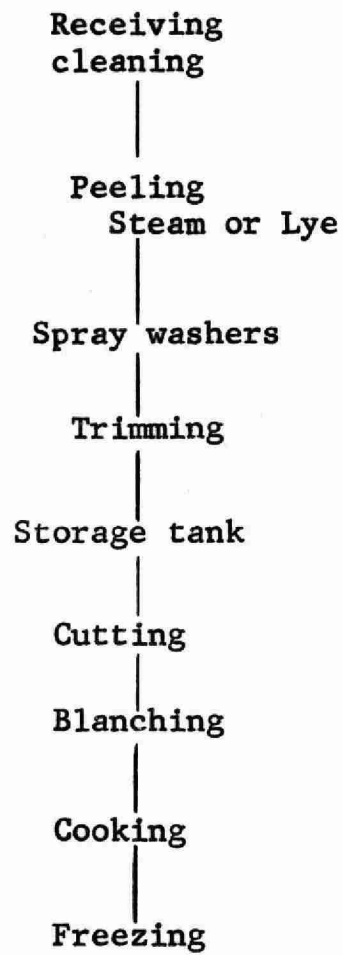 Receiving
cleaning
Peeling
Steam or Lye
Spray washers
Trimming
Storage tank
Cutting
Blanching
Cooking
Freezing